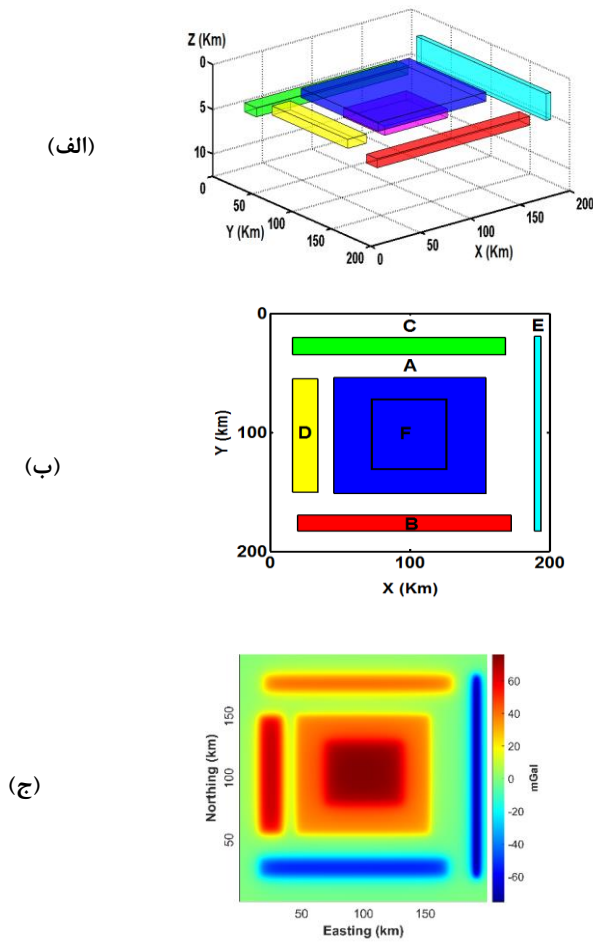 (الف)
Z (Km)
0
5
10
0
50
100
150
200
Y (Km)
0
50
100
150
200
X (Km)
(ب)
0
100
200
Y (km)
C
E
A
D
F
B
0
100
200
X (Km)
(ج)
Northing (km)
150
100
50
50
100
150
Easting (km)
60
40
20
0
-20
-40
-60
mGal